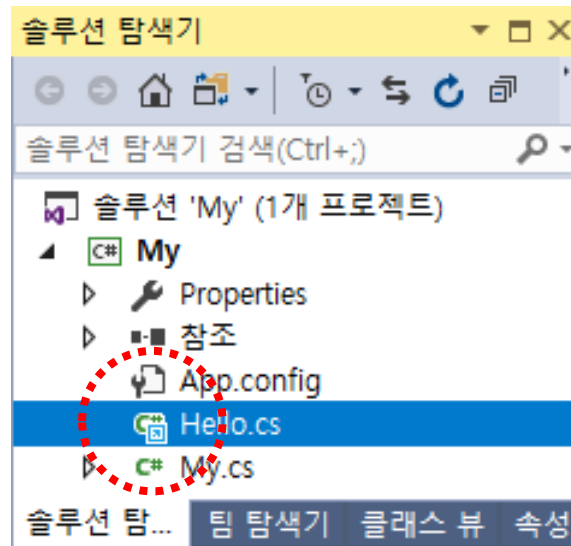 솔루션 탐색기
솔루션 탐색기 검색(Ctrl+;)
솔루션 'My' (1개 프로젝트)
C# My
Properties
참조
App.config
C# Hello.cs
C# My.cs
솔루션 탐... 팀 탐색기 클래스 뷰 속성